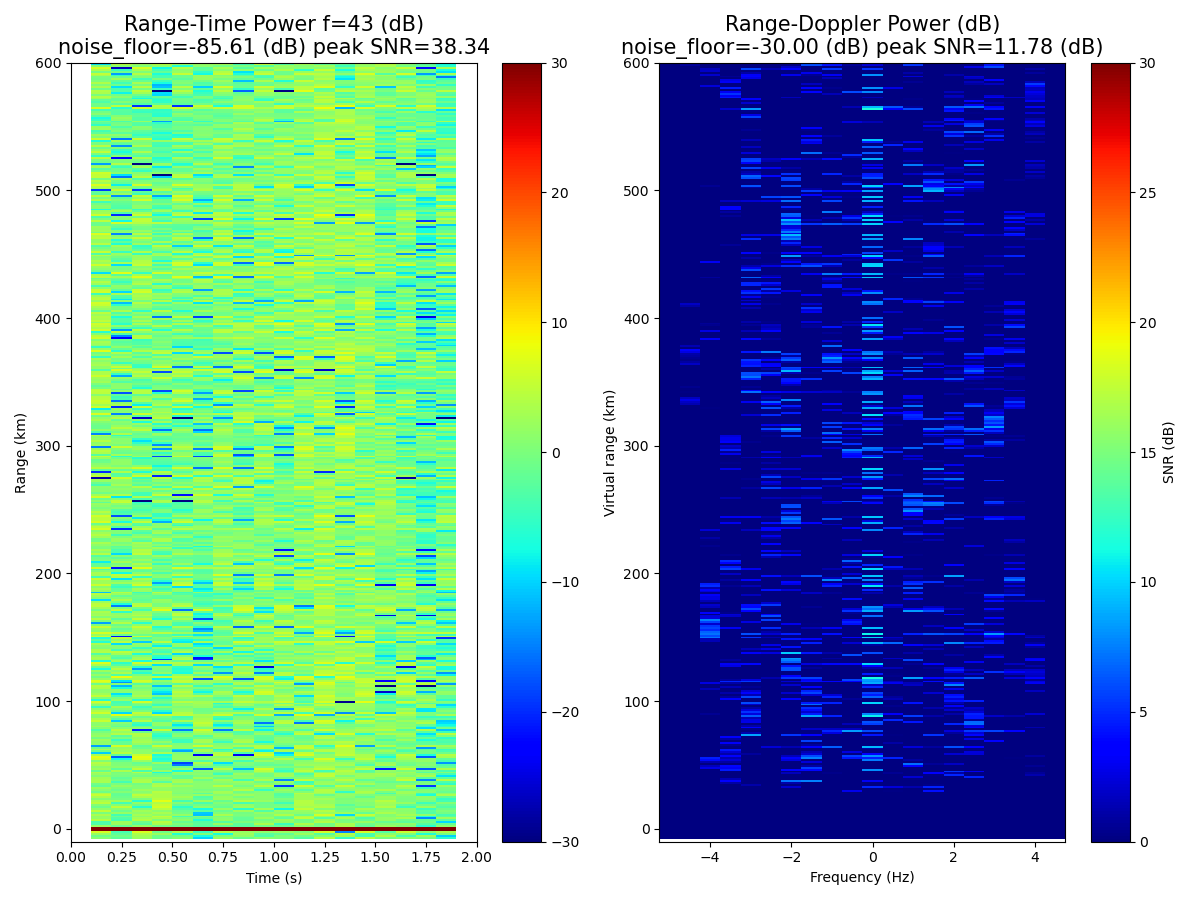 Range-Time Power f=43 (dB)
noise_floor=-85.61 (dB) peak SNR=38.34
Range (km)
600
500
400
300
200
100
0
0.00 0.25 0.50 0.75 1.00 1.25 1.50 1.75 2.00
Time (s)
30
20
10
0
−10
−20
−30
Range-Doppler Power (dB)
noise_floor=-30.00 (dB) peak SNR=11.78 (dB)
Virtual range (km)
600
500
400
300
200
100
0
−4 −2 0 2 4
Frequency (Hz)
30
25
20
15
10
5
0
SNR (dB)